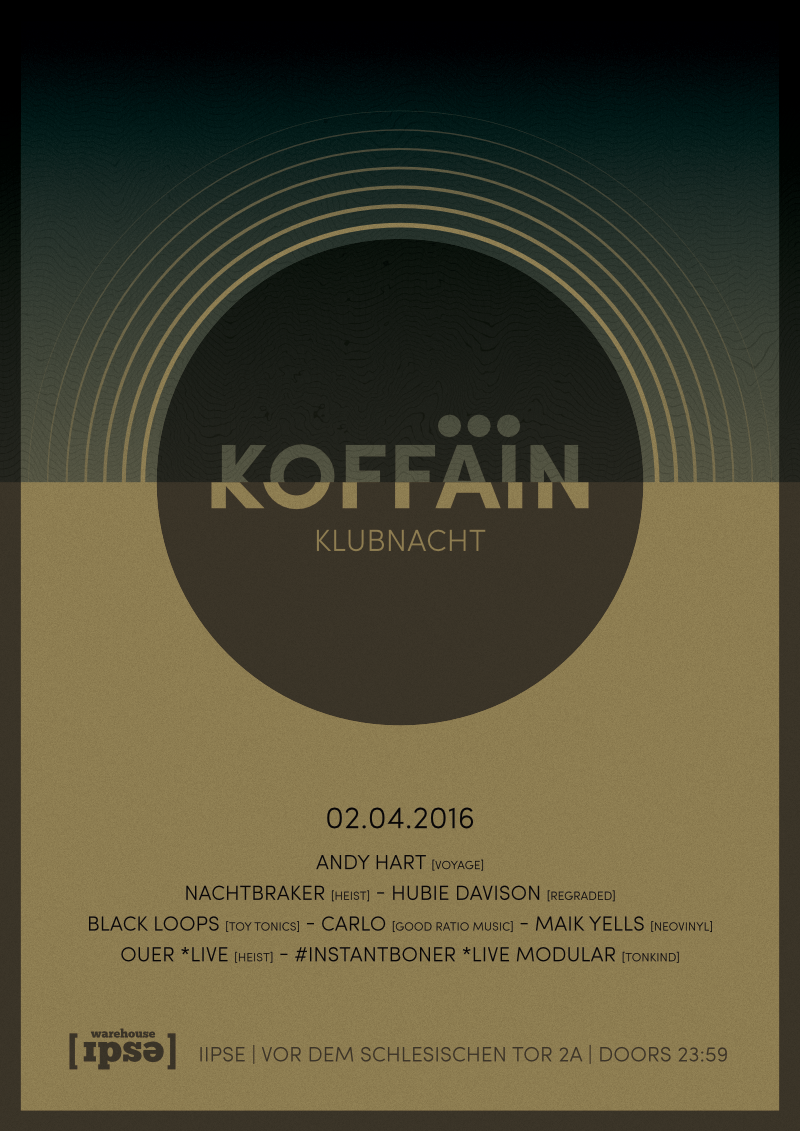 KOFFÄIN
KLUBNACHT
02.04.2016
ANDY HART [VOYAGE]
NACHTBRAKER [HEIST] - HUBIE DAVISON [REGRADED]
BLACK LOOPS [TOY TONICS] - CARLO [GOOD RATIO MUSIC] - MAIK YELLS [NEOVINYL]
OUER *LIVE [HEIST] - #INSTANTBONER *LIVE MODULAR [TONKIND]
warehouse
[ɪpsə]
IIPSE | VOR DEM SCHLESISCHEN TOR 2A | DOORS 23:59